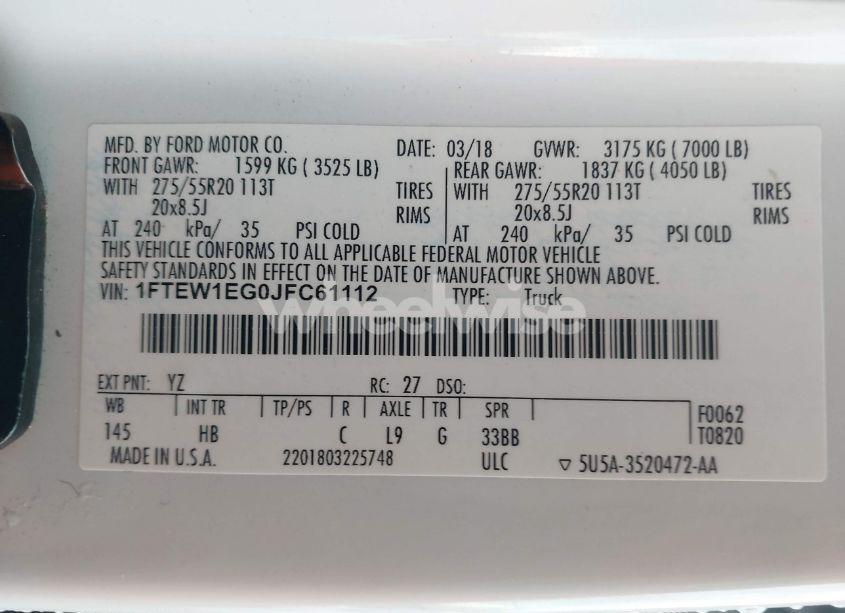 MFD. BY FORD MOTOR CO. DATE: 03/18 GVWR: 3175 KG ( 7000 LB)
FRONT GAWR: 1599 KG ( 3525 LB) REAR GAWR: 1837 KG ( 4050 LB)
WITH 275/55R20 113T TIRES WITH 275/55R20 113T TIRES
20x8.5J RIMS 20x8.5J RIMS
AT 240 kPa/ 35 PSI COLD AT 240 kPa/ 35 PSI COLD
THIS VEHICLE CONFORMS TO ALL APPLICABLE FEDERAL MOTOR VEHICLE
SAFETY STANDARDS IN EFFECT ON THE DATE OF MANUFACTURE SHOWN ABOVE.
VIN: 1FTEW1EG0JFC61112 TYPE: Truck
wheelwise
EXT PNT: YZ RC: 27 DSO:
WB INT TR TP/PS R AXLE TR SPR F0062
145 HB C L9 G 33BB T0820
MADE IN U.S.A. 2201803225748 ULC ▽ 5U5A-3520472-AA